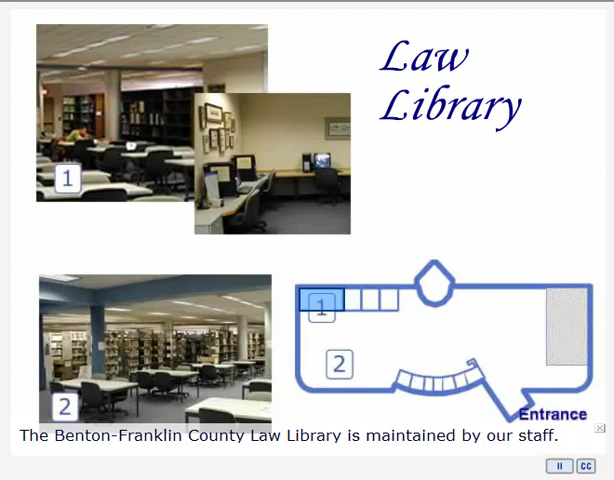 Law
Library
1
1
2
2
Entrance
The Benton-Franklin County Law Library is maintained by our staff.
CC